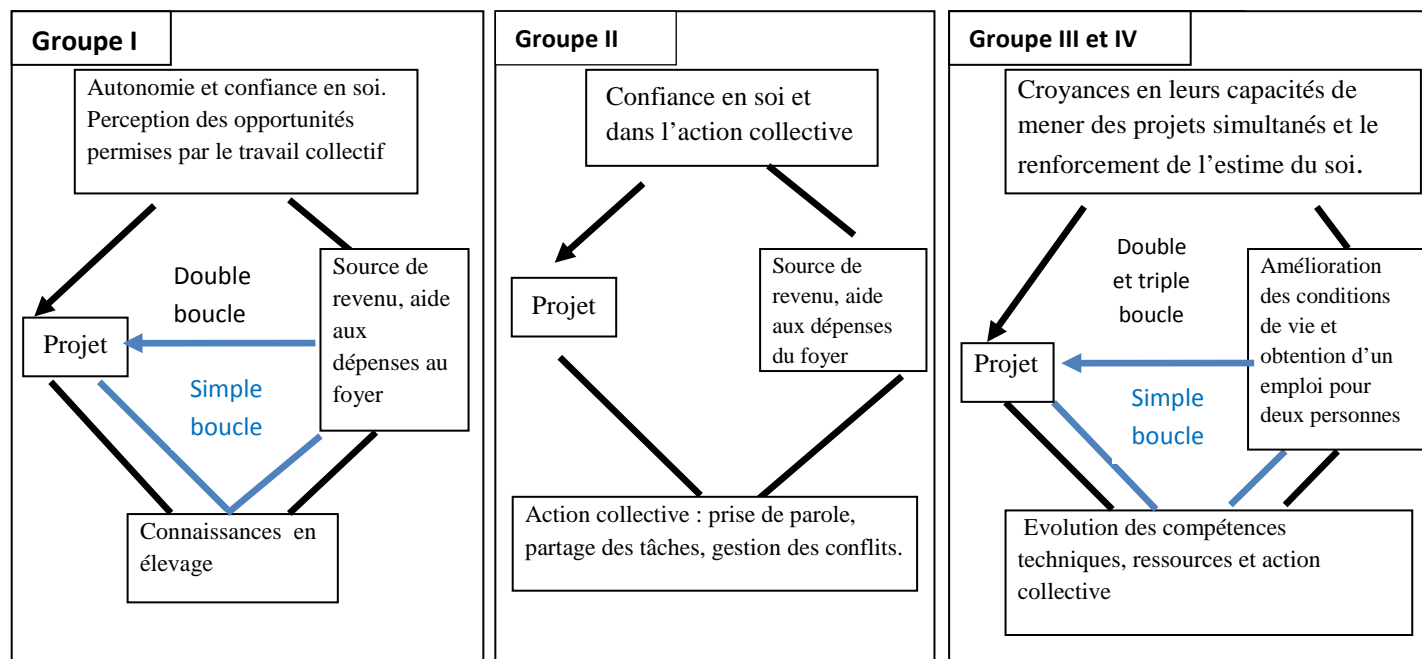 Groupe I
Autonomie et confiance en soi.
Perception des opportunités
permises par le travail collectif
Double
boucle
Source de
revenu, aide
aux
dépenses au
foyer
Projet
Simple
boucle
Connaissances en
élevage
Groupe II
Confiance en soi et
dans l’action collective
Projet
Source de
revenu, aide
aux dépenses
du foyer
Action collective : prise de parole,
partage des tâches, gestion des conflits.
Groupe III et IV
Croyances en leurs capacités de
mener des projets simultanés et le
renforcement de l’estime du soi.
Double
et triple
boucle
Amélioration
des conditions
de vie et
obtention d’un
emploi pour
deux personnes
Projet
Simple
boucle
Evolution des compétences
techniques, ressources et action
collective